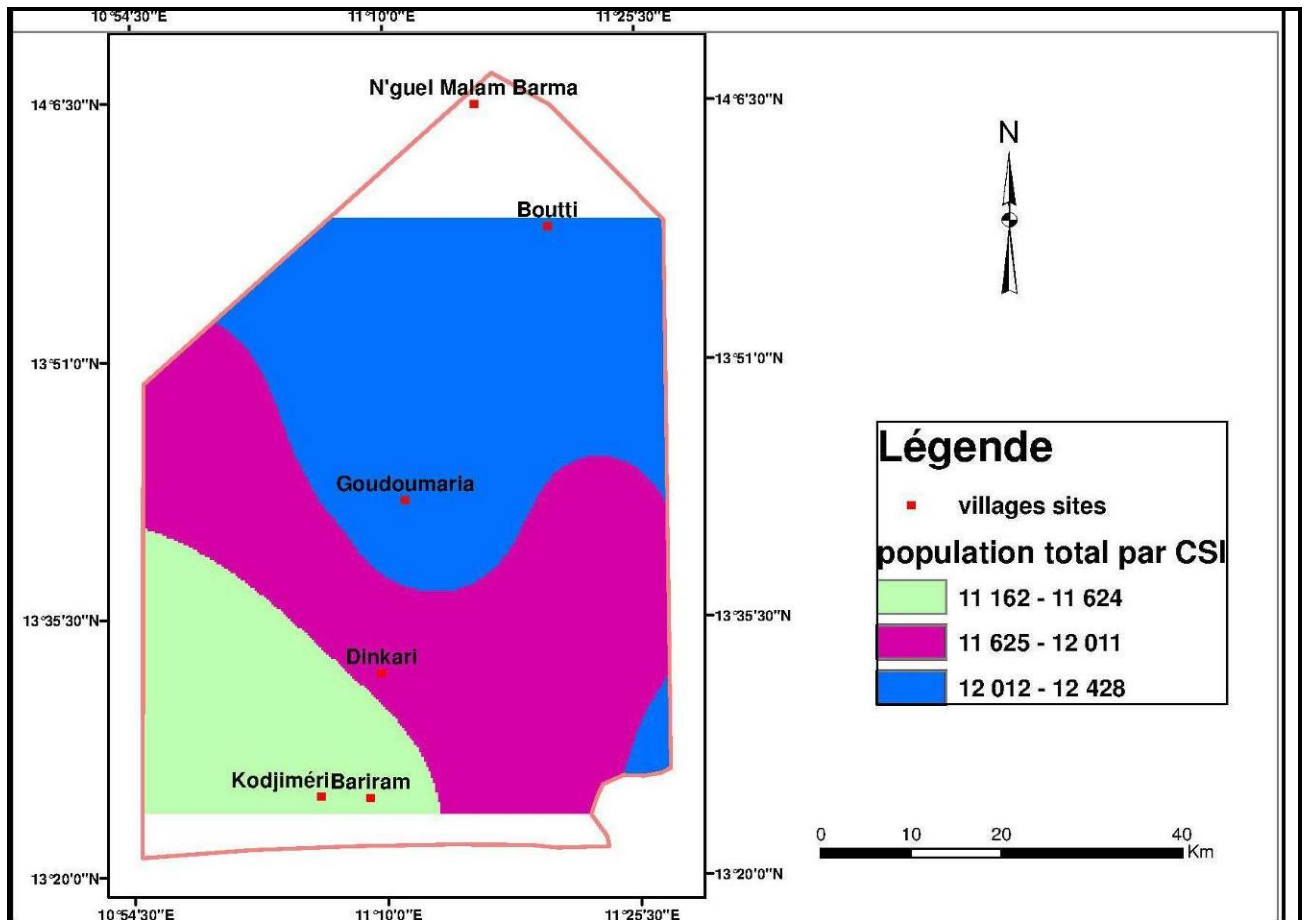 10°54'30"E 11°10'0"E 11°25'30"E
N'guel Malam Barma
14°6'30"N 14°6'30"N
N
Boutti
13°51'0"N 13°51'0"N
Légende
Goudoumaria
villages sites
population total par CSI
11 162 - 11 624
13°35'30"N 13°35'30"N
11 625 - 12 011
Dinkari
12 012 - 12 428
Kodjiméri Bariram
0 10 20 40
Km
13°20'0"N 13°20'0"N
10°54'30"E 11°10'0"E 11°25'30"E